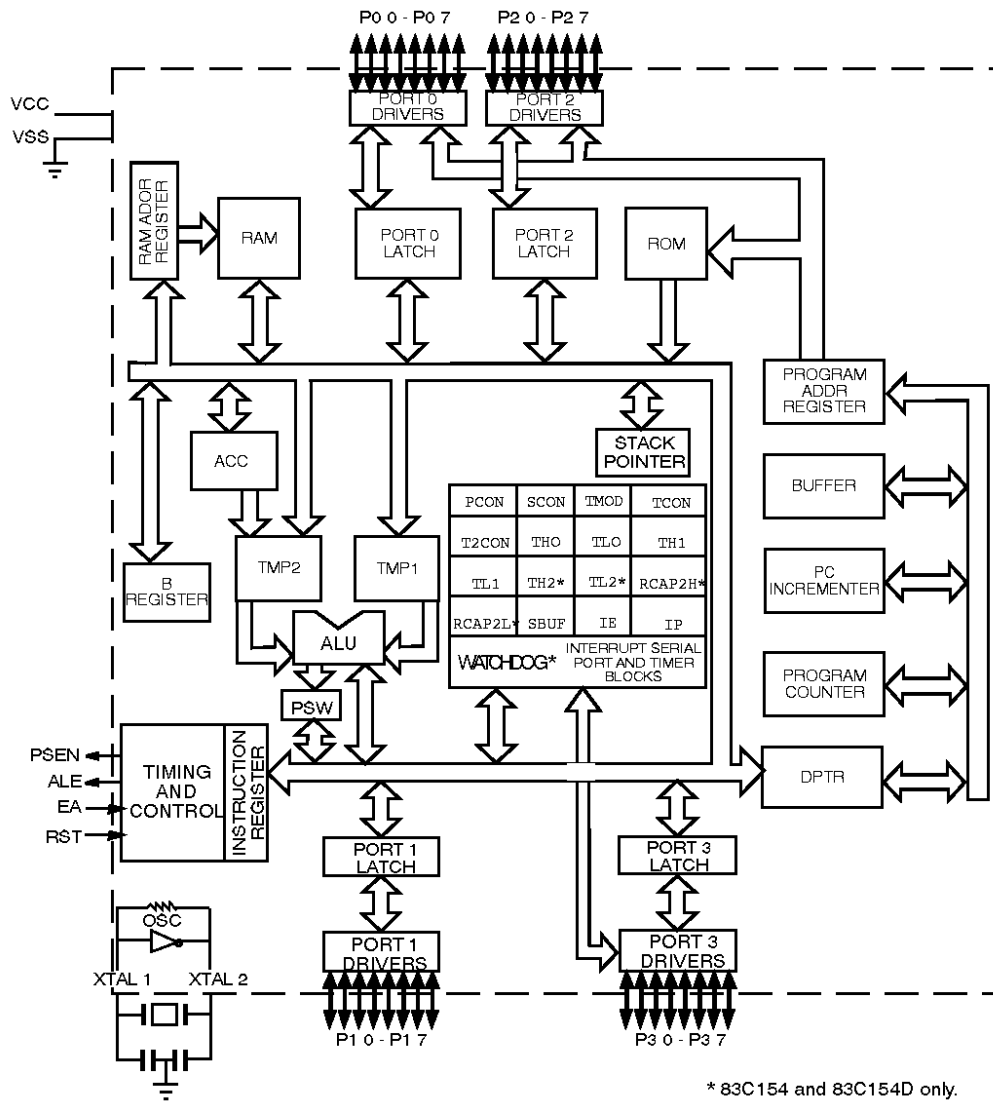 P0 0 - P0 7
P2 0 - P2 7
VCC
VSS
PORT 0
DRIVERS
PORT 2
DRIVERS
RAM ADDR
REGISTER
RAM
PORT 0
LATCH
PORT 2
LATCH
ROM
PROGRAM
ADDR
REGISTER
STACK
POINTER
ACC
BUFFER
PCON SCON TMOD TCON
T2CON THO TLO TH1
TL1 TH2* TL2* RCAP2H*
RCAP2L* SBUF IE IP
WATCHDOG*
INTERRUPT SERIAL
PORT AND TIMER
BLOCKS
TMP2
TMP1
B
REGISTER
PC
INCREMENTER
ALU
PSW
PROGRAM
COUNTER
PSEN
ALE
EA
RST
TIMING
AND
CONTROL
INSTRUCTION
REGISTER
DPTR
PORT 1
LATCH
PORT 3
LATCH
OSC
XTAL 1
XTAL 2
PORT 1
DRIVERS
PORT 3
DRIVERS
P1 0 - P1 7
P3 0 - P3 7
* 83C154 and 83C154D only.